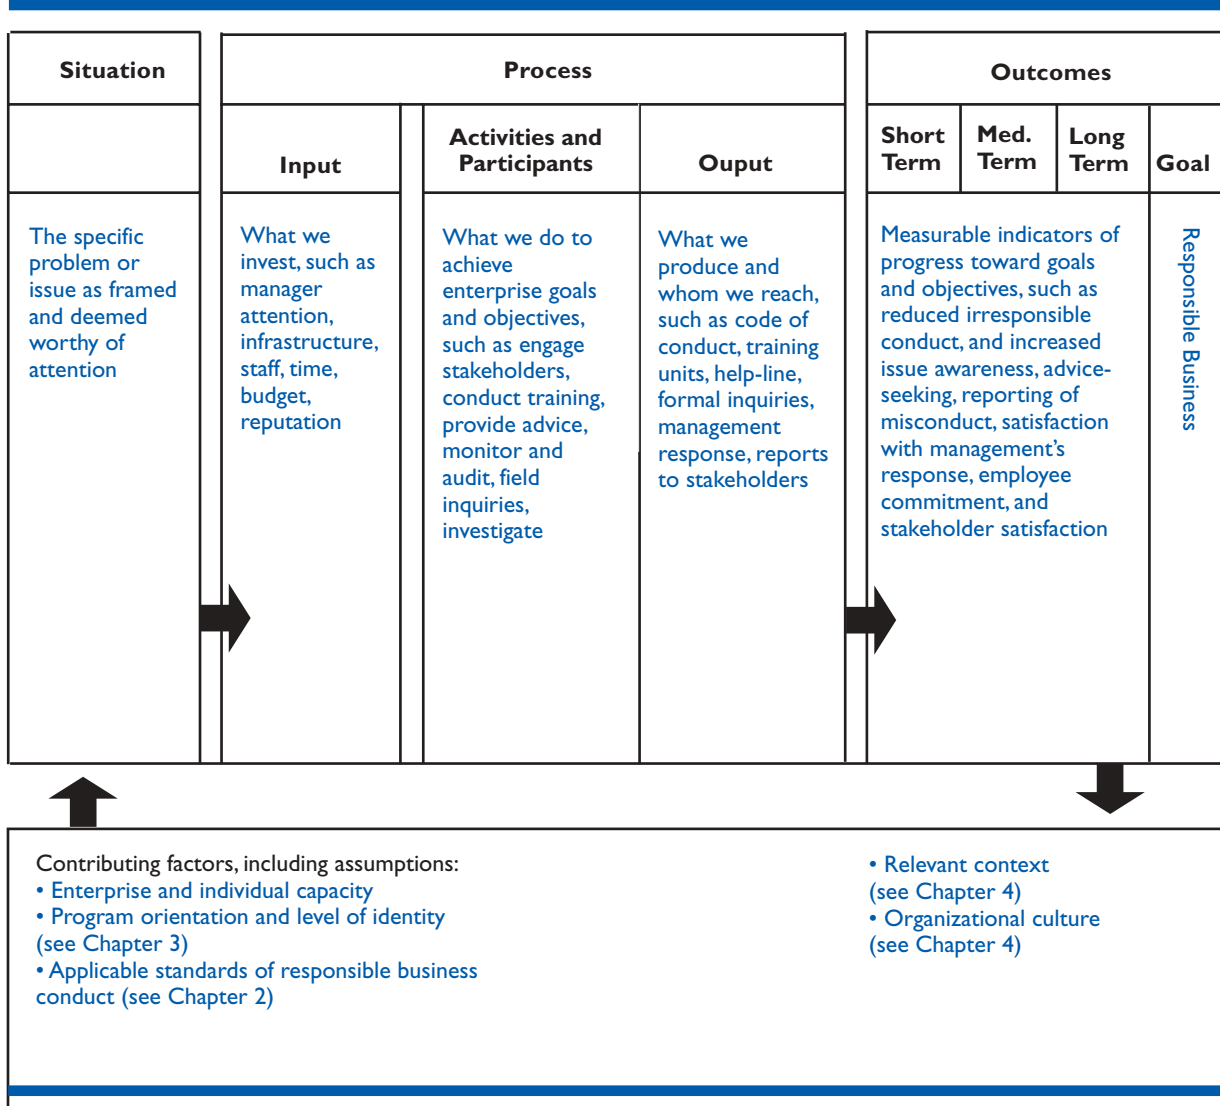 Situation
Process
Outcomes
Input
Activities and
Participants
Ouput
Short
Term
Med.
Term
Long
Term
Goal
The specific
problem or
issue as framed
and deemed
worthy of
attention
What we
invest, such as
manager
attention,
infrastructure,
staff, time,
budget,
reputation
What we do to
achieve
enterprise goals
and objectives,
such as engage
stakeholders,
conduct training,
provide advice,
monitor and
audit, field
inquiries,
investigate
What we
produce and
whom we reach,
such as code of
conduct, training
units, help-line,
formal inquiries,
management
response, reports
to stakeholders
Measurable indicators of
progress toward goals
and objectives, such as
reduced irresponsible
conduct, and increased
issue awareness, advice-
seeking, reporting of
misconduct, satisfaction
with management’s
response, employee
commitment, and
stakeholder satisfaction
Responsible Business
Contributing factors, including assumptions:
• Enterprise and individual capacity
• Program orientation and level of identity
(see Chapter 3)
• Applicable standards of responsible business
conduct (see Chapter 2)
• Relevant context
(see Chapter 4)
• Organizational culture
(see Chapter 4)